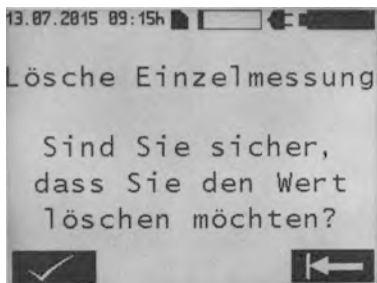 13.07.2015 09:15h
Lösche Einzelmessung
Sind Sie sicher,
dass Sie den Wert
löschen möchten?